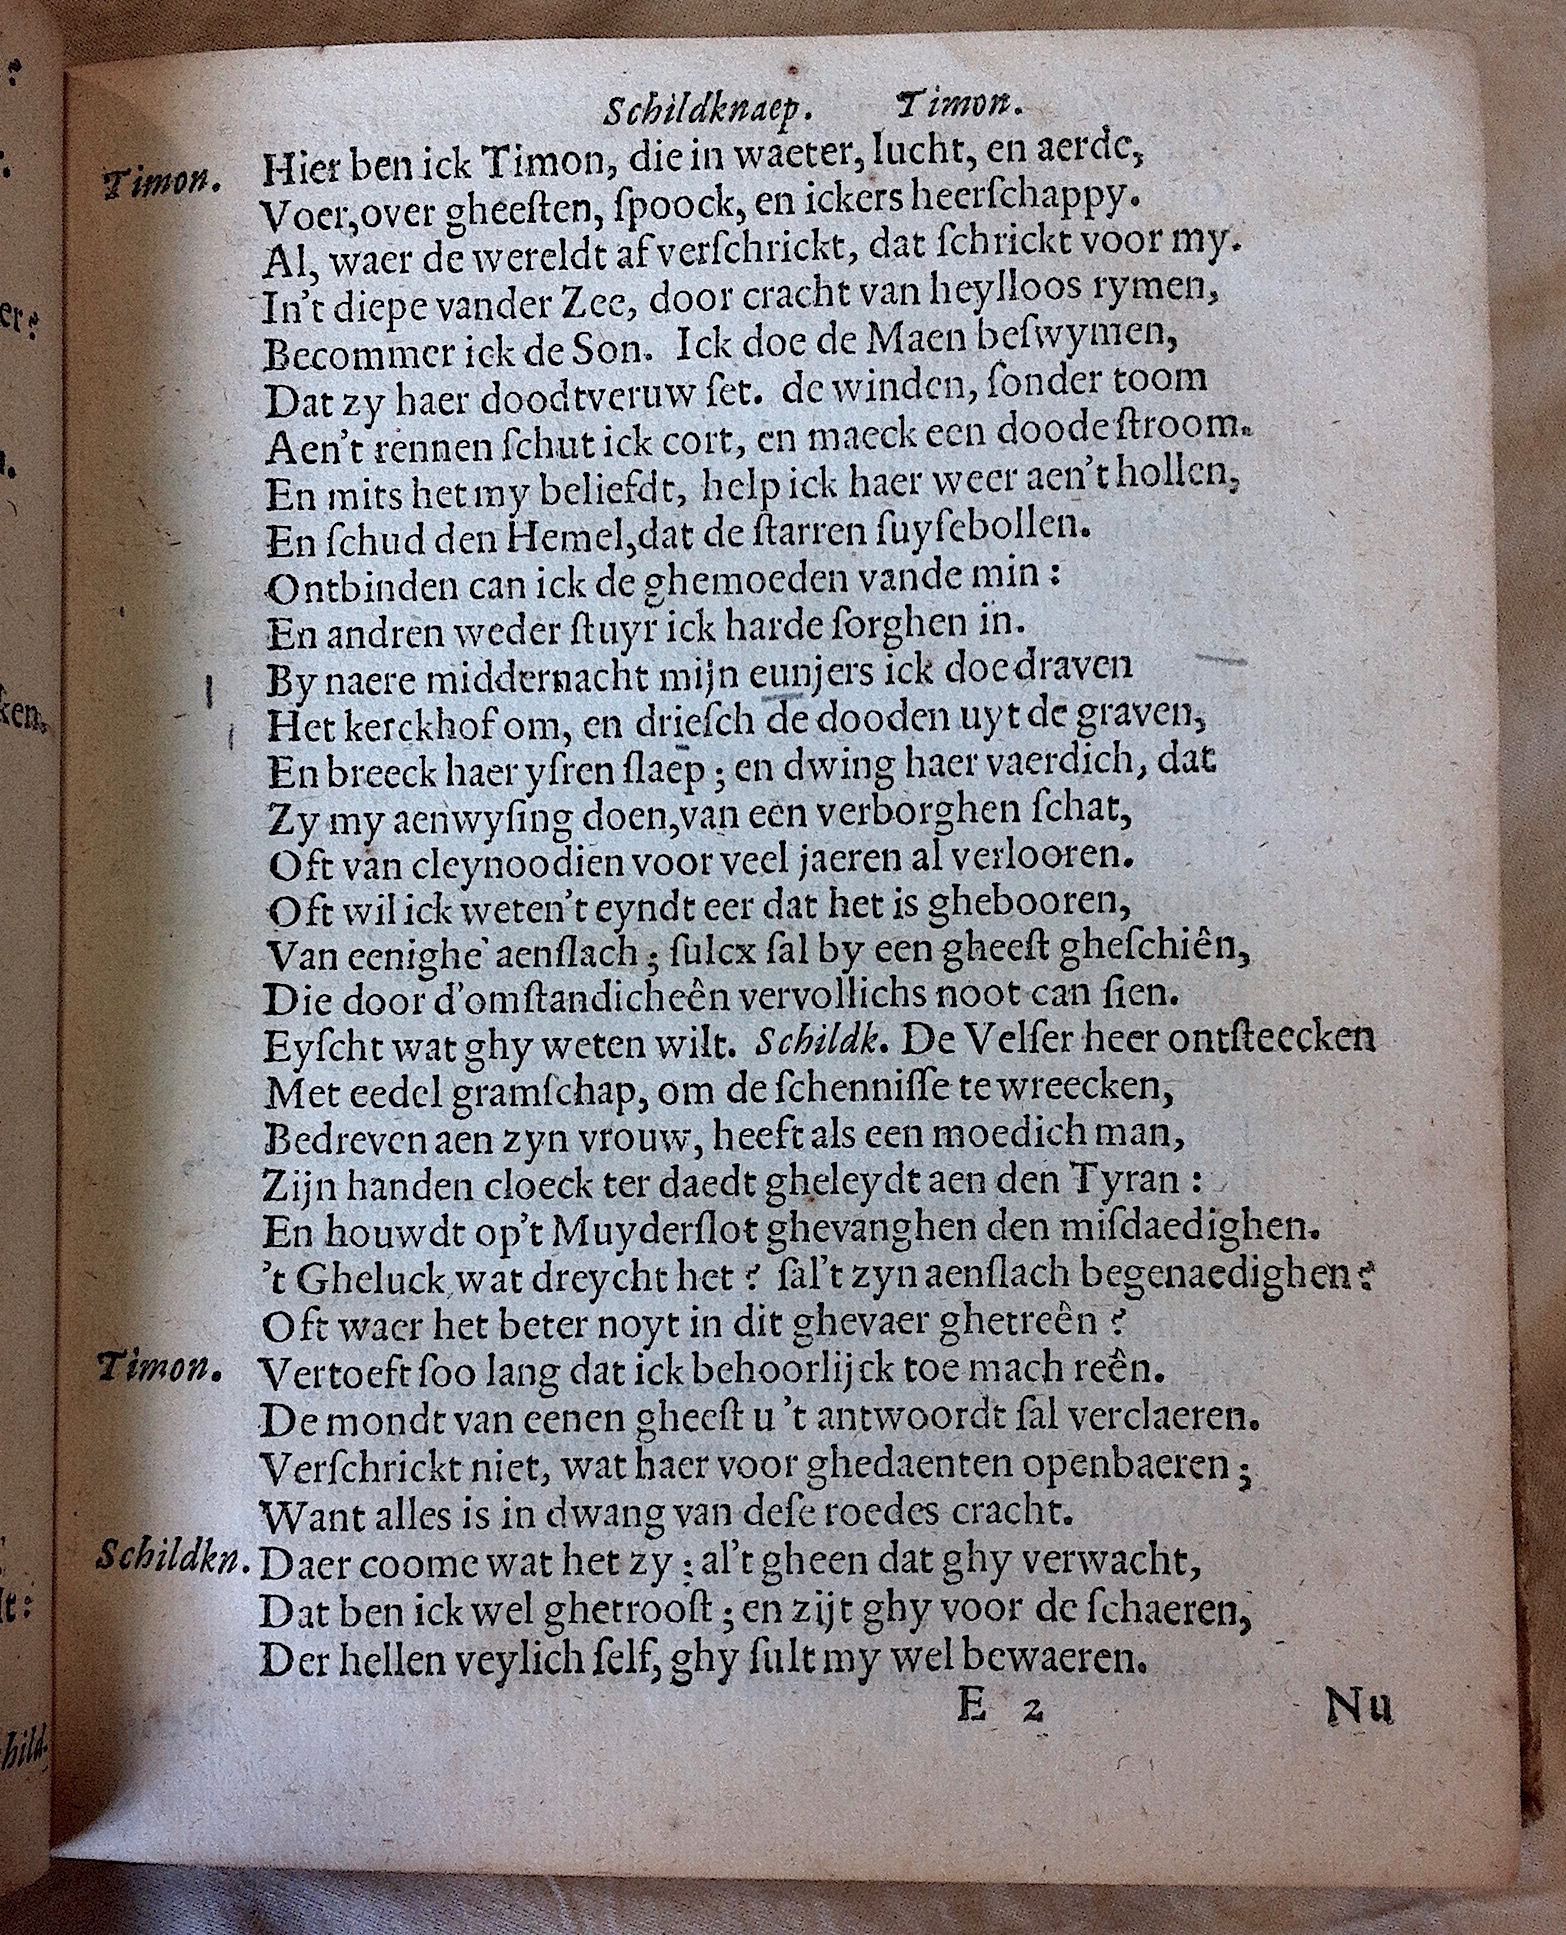 Schildknaep. Timon.
Timon. Hier ben ick Timon, die in waeter, lucht, en aerde,
Voer,over gheeſten, ſpoock, en ickers heerſchappy.
Al, waer de wereldt af verſchrickt, dat ſchrickt voor my.
In't diepe vander Zee, door cracht van heylloos rymen,
Becommer ick de Son. Ick doe de Maen beſwymen,
Dat zy haer doodtveruw ſet. de winden, ſonder toom
Aen't rennen ſchut ick cort, en maeck een doode ſtroom.
En mits het my beliefdt, help ick haer weer aen't hollen,
En ſchud den Hemel,dat de ſtarren ſuyſebollen.
Ontbinden can ick de ghemoeden vande min :
En andren weder ſtuyr ick harde ſorghen in.
By naere middernacht mijn eunjers ick doe draven
Het kerckhof om, en drieſch de dooden uyt de graven,
En breeck haer yſren ſlaep ; en dwing haer vaerdich, dat
Zy my aenwyſing doen,van een verborghen ſchat,
Oft van cleynoodien voor veel jaeren al verlooren.
Oft wil ick weten't eyndt eer dat het is ghebooren,
Van eenighe aenſlach ; ſulcx ſal by een gheeſt gheſchiên,
Die door d'omſtandicheên vervollichs noot can ſien.
Eyſcht wat ghy weten wilt. Schildk. De Velſer heer ontſteecken
Met eedel gramſchap, om de ſchenniſſe te wreecken,
Bedreven aen zyn vrouw, heeft als een moedich man,
Zijn handen cloeck ter daedt gheleydt aen den Tyran :
En houwdt op't Muyderſlot ghevanghen den miſdaedighen.
't Gheluck wat dreycht het ? ſal't zyn aenſlach begenaedighen?
Oft waer het beter noyt in dit ghevaer ghetreên ?
Timon. Vertoeft ſoo lang dat ick behoorlijck toe mach reên.
De mondt van eenen gheeſt u 't antwoordt ſal verclaeren.
Verſchrickt niet, wat haer voor ghedaenten openbaeren ;
Want alles is in dwang van deſe roedes cracht.
Schildkn. Daer coome wat het zy ; al't gheen dat ghy verwacht,
Dat ben ick wel ghetrooſt ; en zijt ghy voor de ſchaeren,
Der hellen veylich ſelf, ghy ſult my wel bewaeren.
E 2 Nu